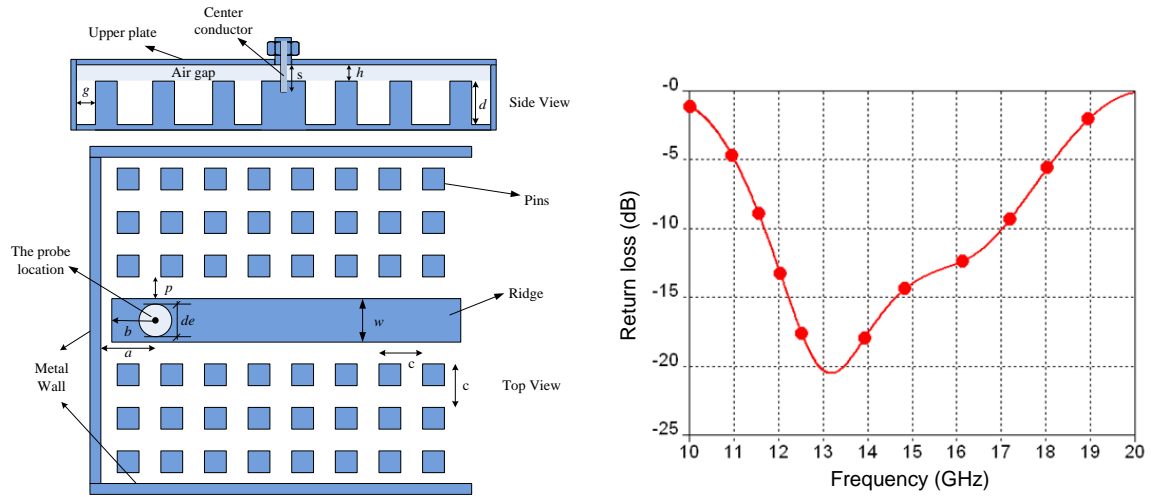 Upper plate
Center
conductor
Air gap
s
h
g
d
Side View
Pins
The probe
location
p
Ridge
de
w
b
a
c
c
Metal
Wall
Top View
Return loss (dB)
-0
-5
-10
-15
-20
-25
10 11 12 13 14 15 16 17 18 19 20
Frequency (GHz)